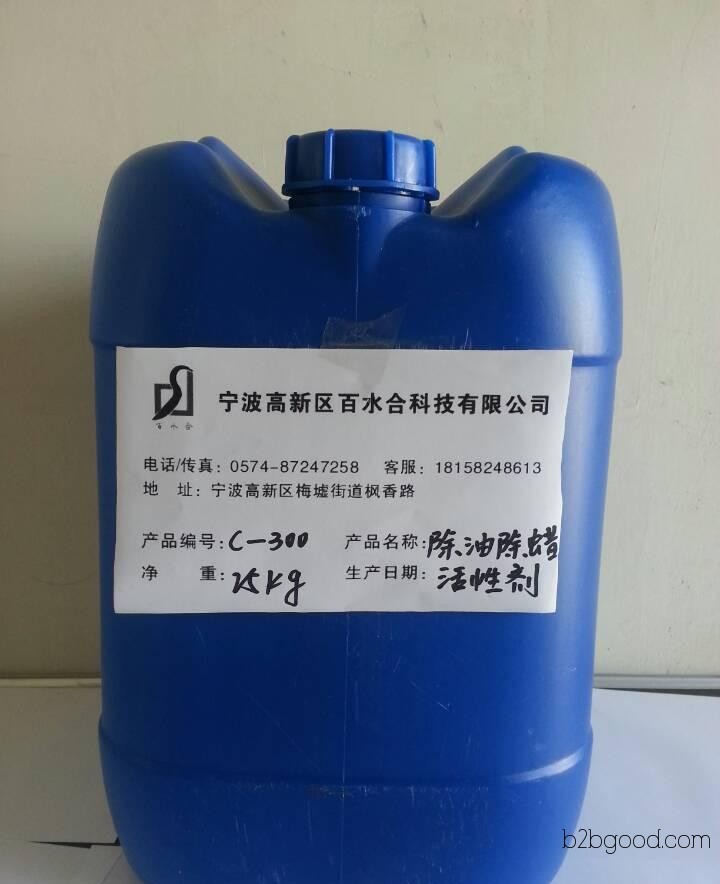 宁波高新区百水合科技有限公司
百水合
电话/传真: 0574-87247258 客服: 18158248613
地 址: 宁波高新区梅墟街道枫香路
产品编号: C-300 产品名称: 除油除蜡
净 重: 25Kg 生产日期: 活性剂
b2bgood.com